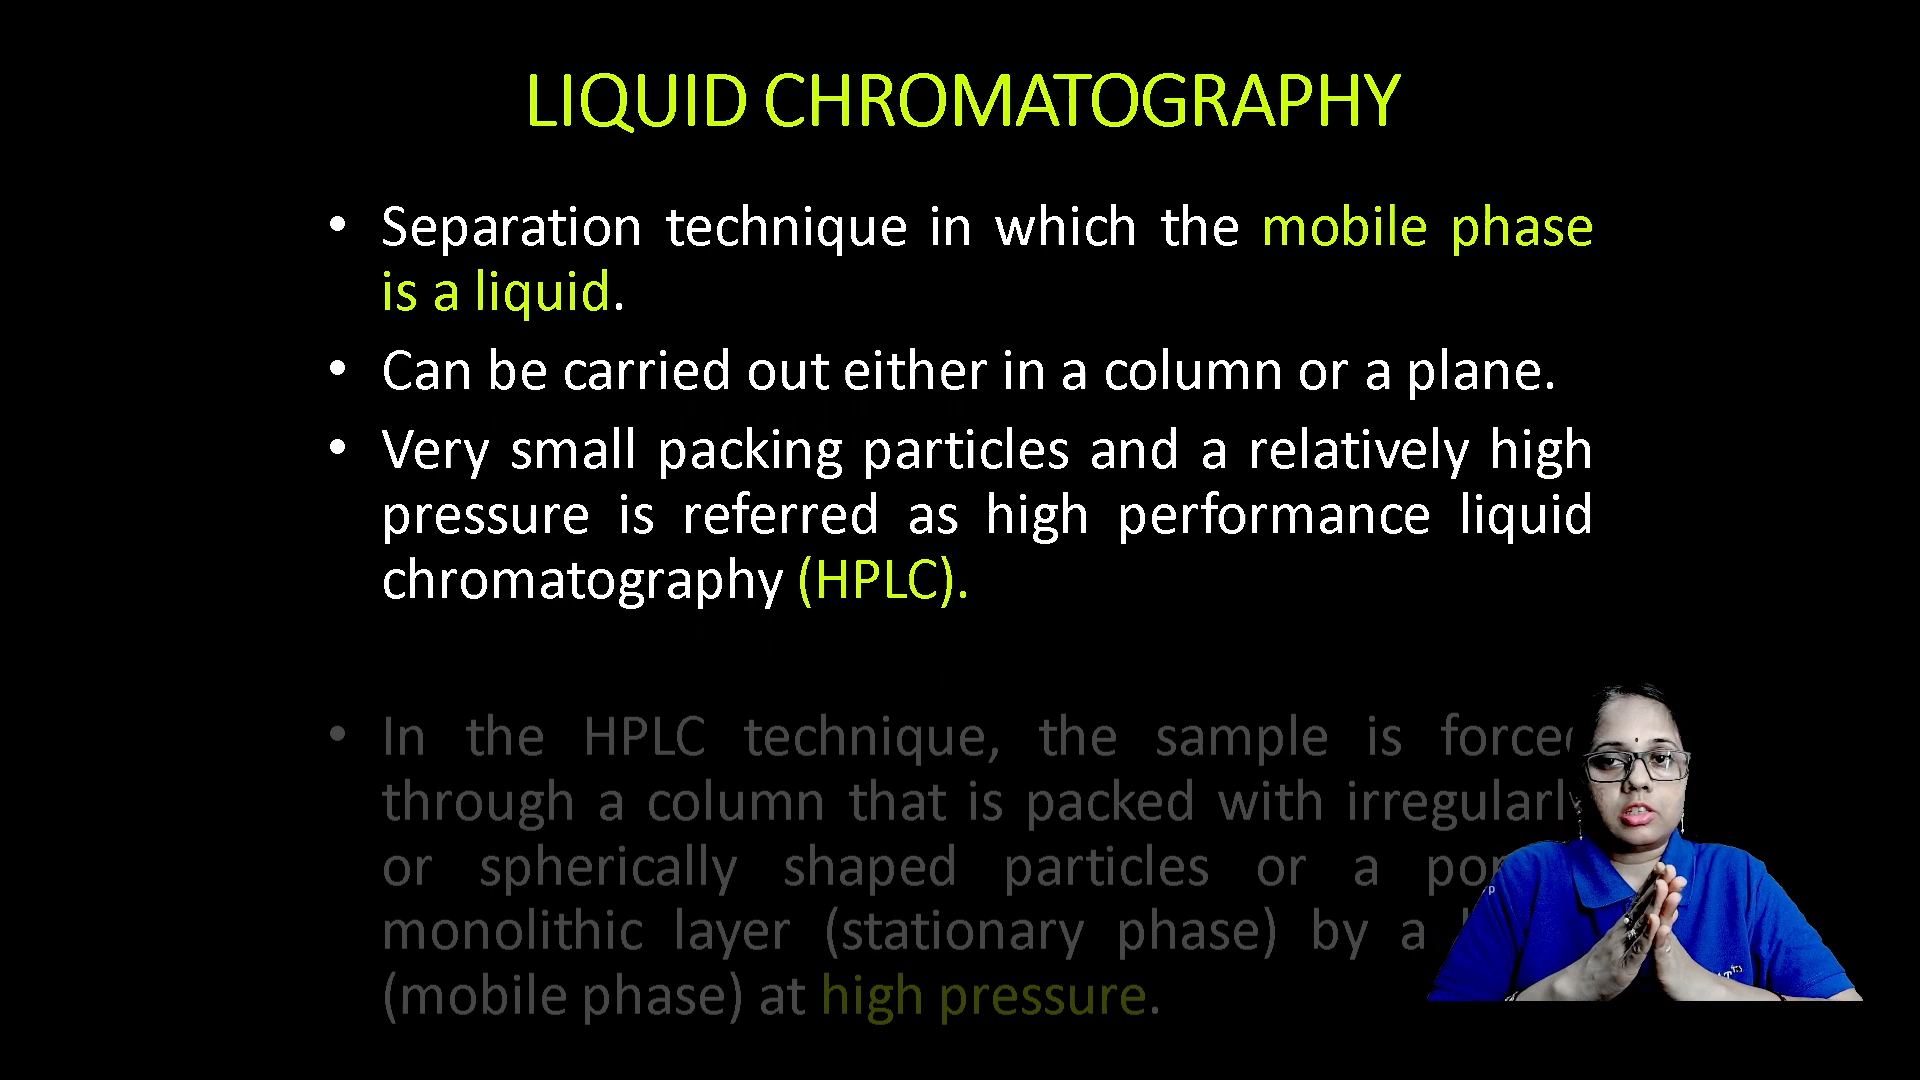 LIQUID CHROMATOGRAPHY
• Separation technique in which the mobile phase
is a liquid.
• Can be carried out either in a column or a plane.
• Very small packing particles and a relatively high
pressure is referred as high performance liquid
chromatography (HPLC).
• In the HPLC technique, the sample is
through a column that is packed with
or spherically shaped particles or a
monolithic layer (stationary phase) by a
(mobile phase) at high pressure.